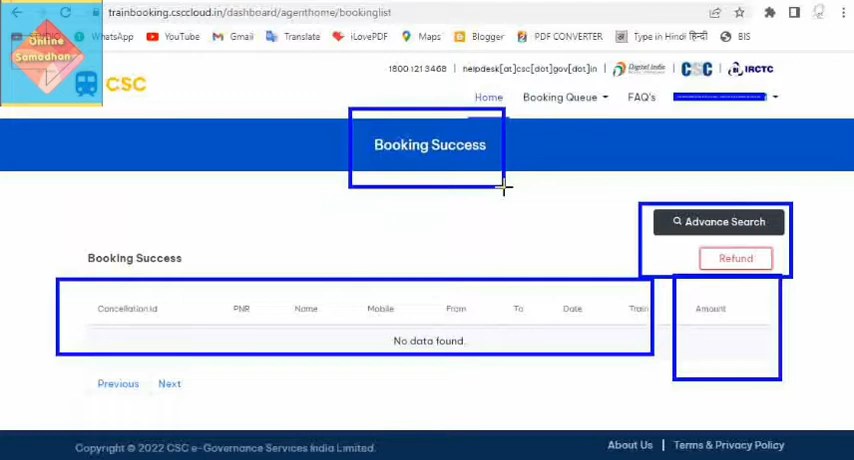 trainbooking.csccloud.in/dashboard/agenthome/bookinglist
WhatsApp YouTube Gmail Translate iLovePDF Maps Blogger PDF CONVERTER Type in Hindi हिन्दी BIS
Online
Samadhan
CSC
1800 121 3468 | helpdesk[at]csc[dot]gov[dot]in | Digital India CSC IRCTC
Home Booking Queue FAQ's
Booking Success
Advance Search
Booking Success
Refund
Cancellation Id PNR Name Mobile From To Date Train Amount
No data found.
Previous Next
Copyright © 2022 CSC e-Governance Services India Limited.
About Us | Terms & Privacy Policy